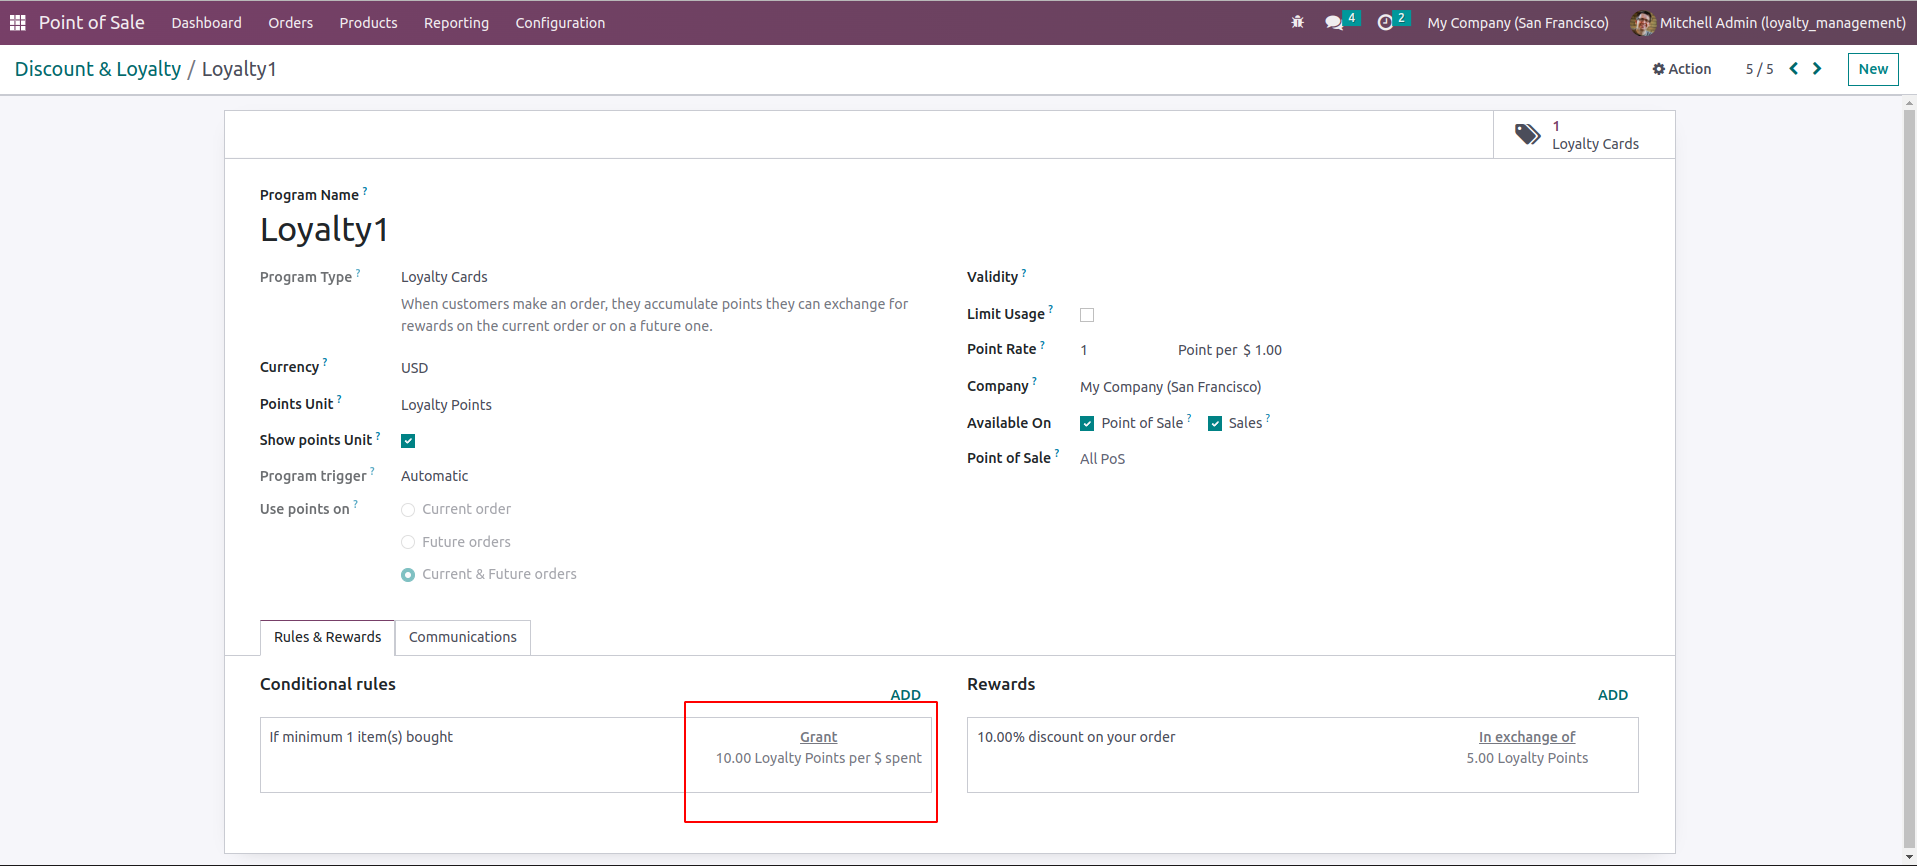 Point of Sale Dashboard Orders Products Reporting Configuration 4 2 My Company (San Francisco) Mitchell Admin (loyalty_management)
Discount & Loyalty / Loyalty1 Action 5 / 5 New
1
Loyalty Cards
Program Name ?
Loyalty1
Program Type ? Loyalty Cards
When customers make an order, they accumulate points they can exchange for
rewards on the current order or on a future one.
Currency ? USD
Points Unit ? Loyalty Points
Show points Unit ?
Program trigger ? Automatic
Use points on ? Current order
Future orders
Current & Future orders
Validity ?
Limit Usage ?
Point Rate ? 1 Point per $ 1.00
Company ? My Company (San Francisco)
Available On Point of Sale ? Sales ?
Point of Sale ? All PoS
Rules & Rewards Communications
Conditional rules
ADD
If minimum 1 item(s) bought Grant
10.00 Loyalty Points per $ spent
Rewards
ADD
10.00% discount on your order In exchange of
5.00 Loyalty Points